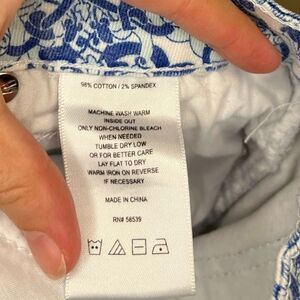 98% COTTON / 2% SPANDEX
MACHINE WASH WARM
INSIDE OUT
ONLY NON-CHLORINE BLEACH
WHEN NEEDED
TUMBLE DRY LOW
OR FOR BETTER CARE
LAY FLAT TO DRY
WARM IRON ON REVERSE
IF NECESSARY
MADE IN CHINA
RN# 56539